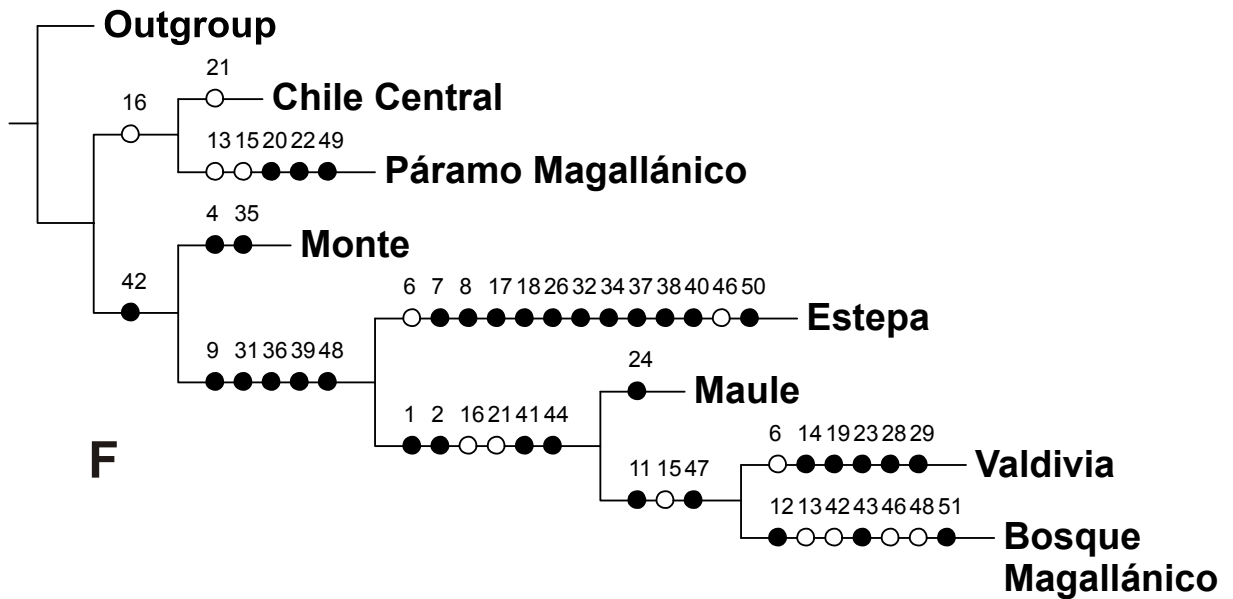 Outgroup
21
Chile Central
16
13 15 20 22 49
Páramo Magallánico
4 35
Monte
42
6 7 8 17 18 26 32 34 37 38 40 46 50
Estepa
9 31 36 39 48
24
Maule
1 2 16 21 41 44
6 14 19 23 28 29
Valdivia
F
11 15 47
12 13 42 43 46 48 51
Bosque
Magallánico